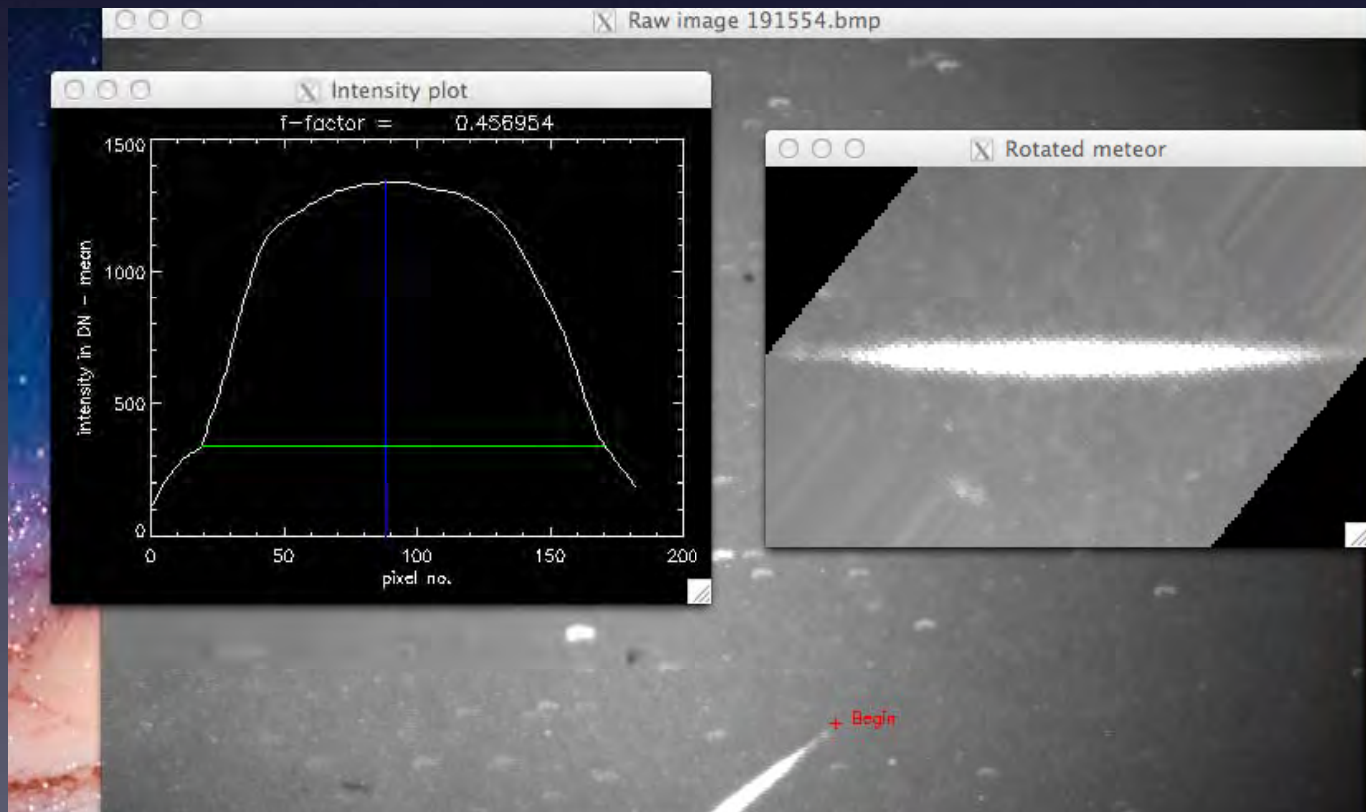 Raw image 191554.bmp
Intensity plot
f-factor = 0.456954
1500
1000
500
0
intensity in DN - mean
0 50 100 150 200
pixel no.
Rotated meteor
Begin